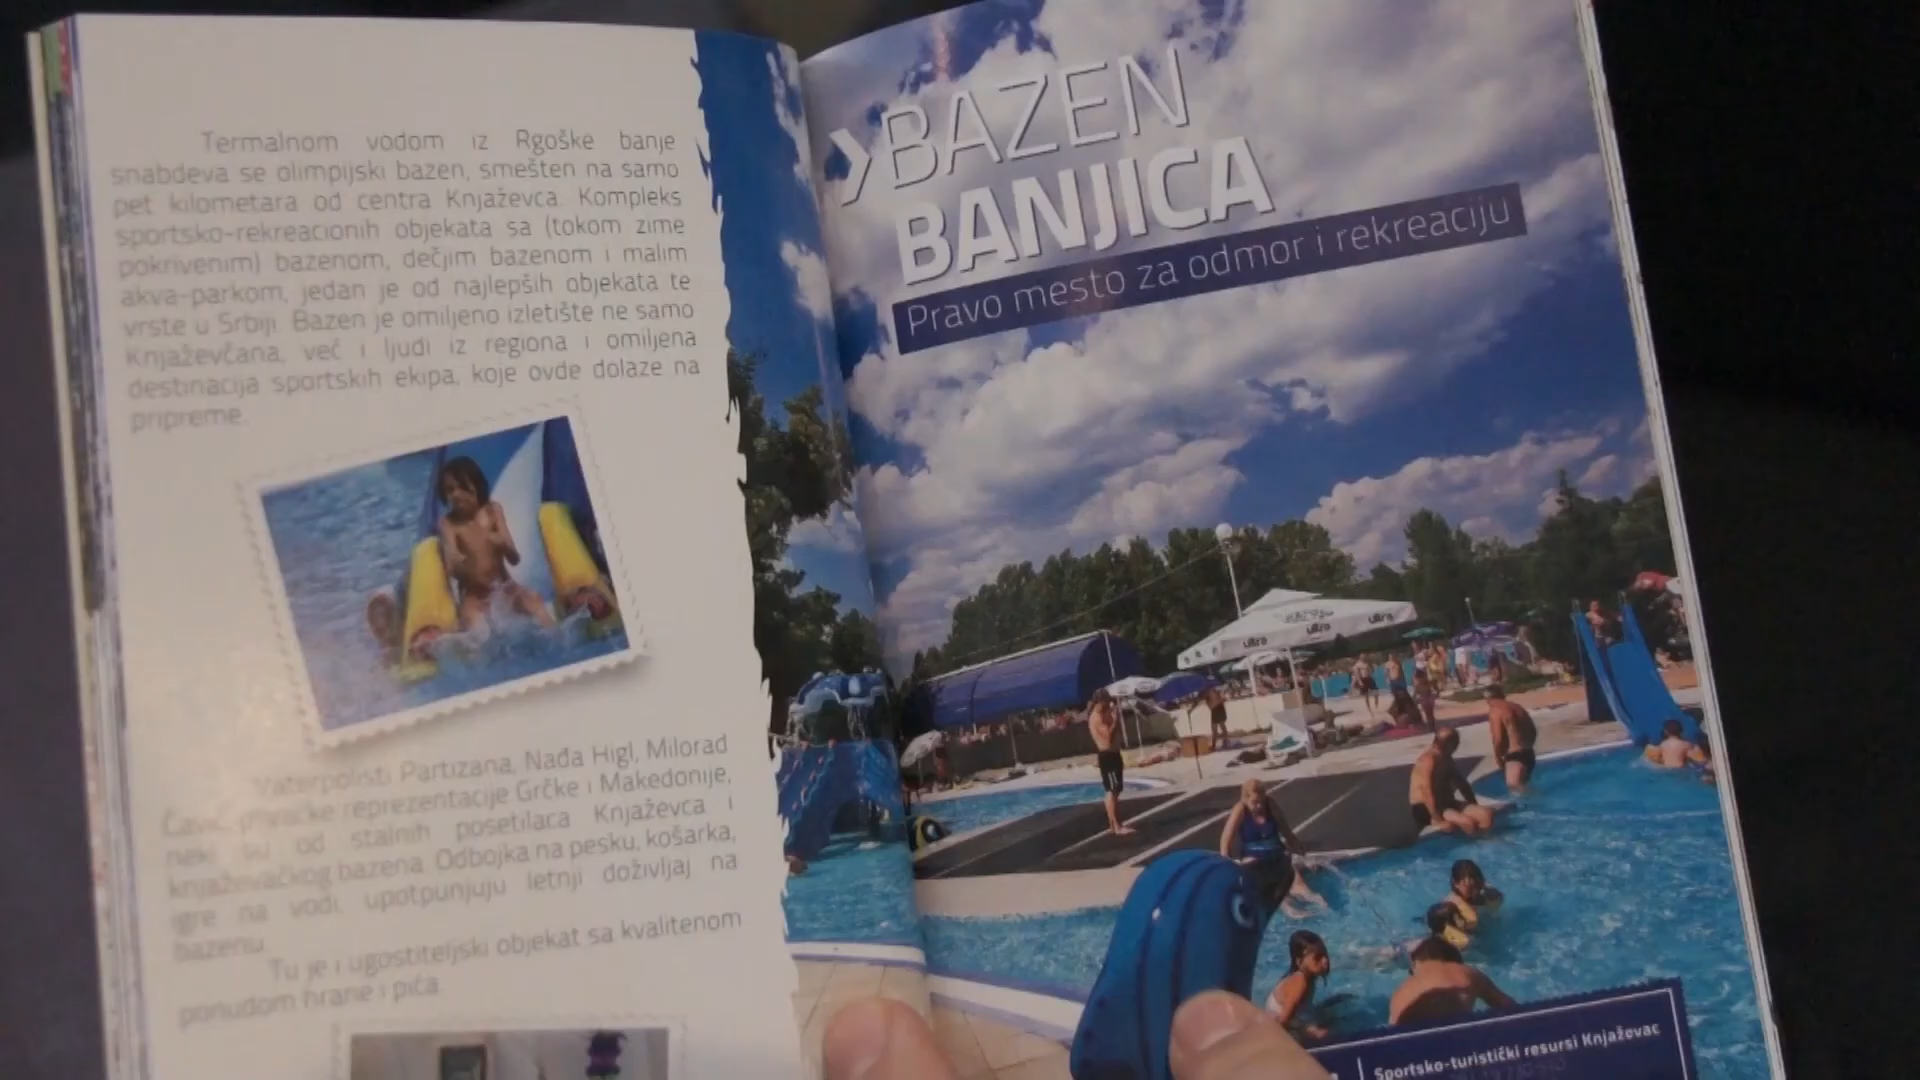 Termalnom vodom iz Rgoške banje
snabdeva se olimpijski bazen, smešten na samo
pet kilometara od centra Knjaževca. Kompleks
sportsko-rekreacionih objekata sa (tokom zime
pokrivenim) bazenom, dečjim bazenom i malim
akva-parkom, jedan je od najlepših objekata te
vrste u Srbiji. Bazen je omiljeno izletište ne samo
Knjaževčana, već i ljudi iz regiona i omiljena
destinacija sportskih ekipa, koje ovde dolaze na
pripreme.
Vaterpolisti Partizana, Nađa Higl, Milorad
Čavić, plivačke reprezentacije Grčke i Makedonije,
neki su od stalnih posetilaca Knjaževca i
knjaževačkog bazena. Odbojka na pesku, košarka,
igre na vodi, upotpunjuju letnji doživljaj na
bazenu.
Tu je i ugostiteljski objekat sa kvalitenom
ponudom hrane i pića.
BAZEN
BANJICA
Pravo mesto za odmor i rekreaciju
ultra
ultra
ultra
Sportsko-turistički resursi Knjaževac